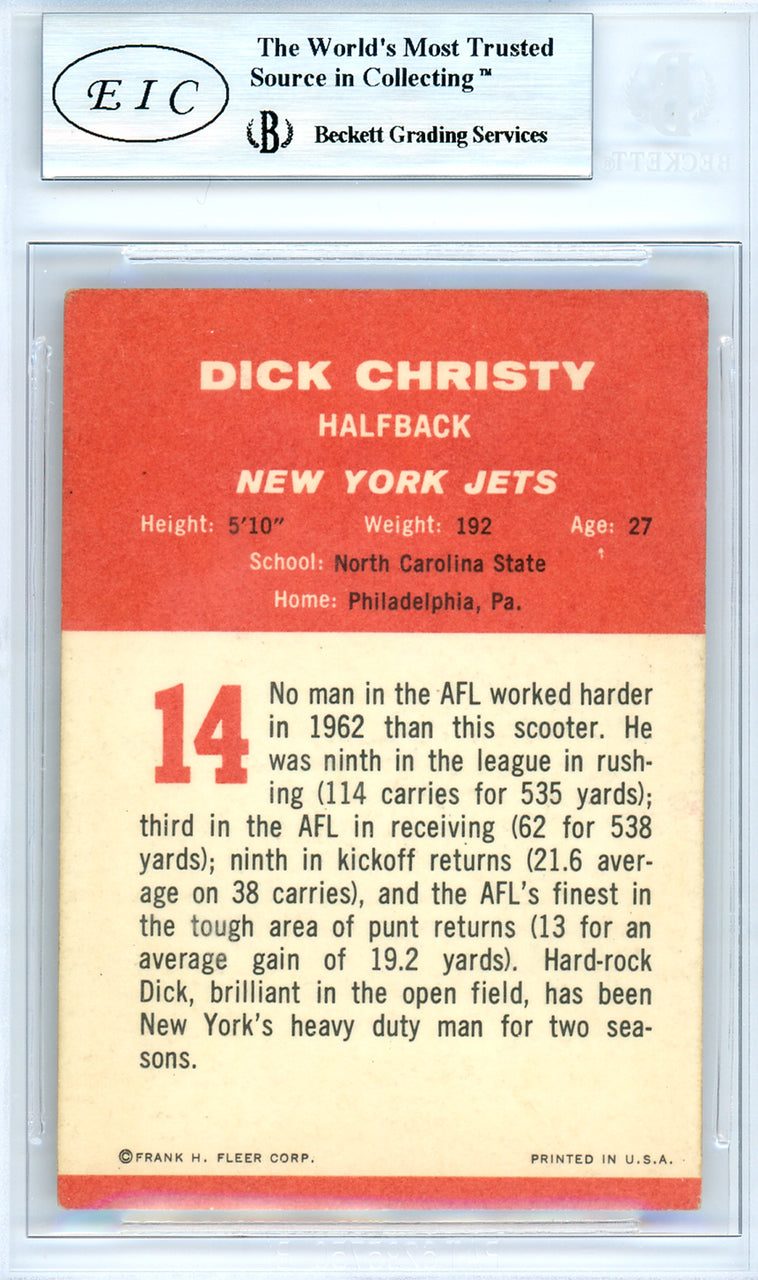 EIC
The World's Most Trusted
Source in Collecting™
B Beckett Grading Services
BECKETT
DICK CHRISTY
HALFBACK
NEW YORK JETS
Height: 5'10" Weight: 192 Age: 27
School: North Carolina State
Home: Philadelphia, Pa.
14
No man in the AFL worked harder
in 1962 than this scooter. He
was ninth in the league in rush-
ing (114 carries for 535 yards);
third in the AFL in receiving (62 for 538
yards); ninth in kickoff returns (21.6 aver-
age on 38 carries), and the AFL's finest in
the tough area of punt returns (13 for an
average gain of 19.2 yards). Hard-rock
Dick, brilliant in the open field, has been
New York's heavy duty man for two sea-
sons.
©FRANK H. FLEER CORP. PRINTED IN U.S.A.